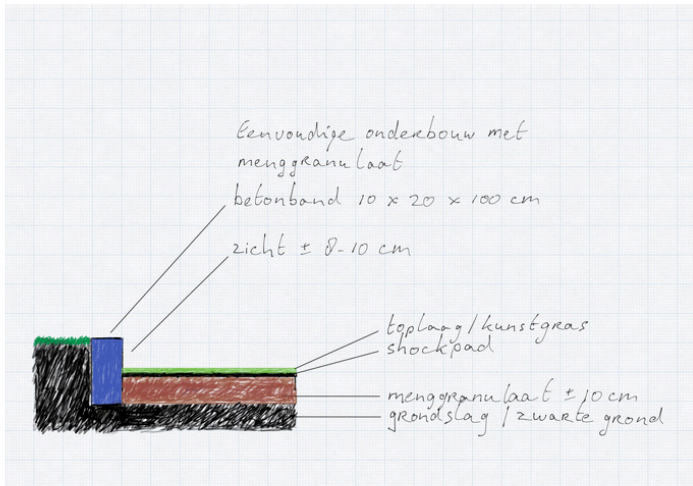 Eenvoudige onderbouw met
menggranulaat
betonband 10 x 20 x 100 cm
zicht ± 8-10 cm
toplaag/kunstgras
shockpad
menggranulaat ± 10 cm
grondslag / zwarte grond